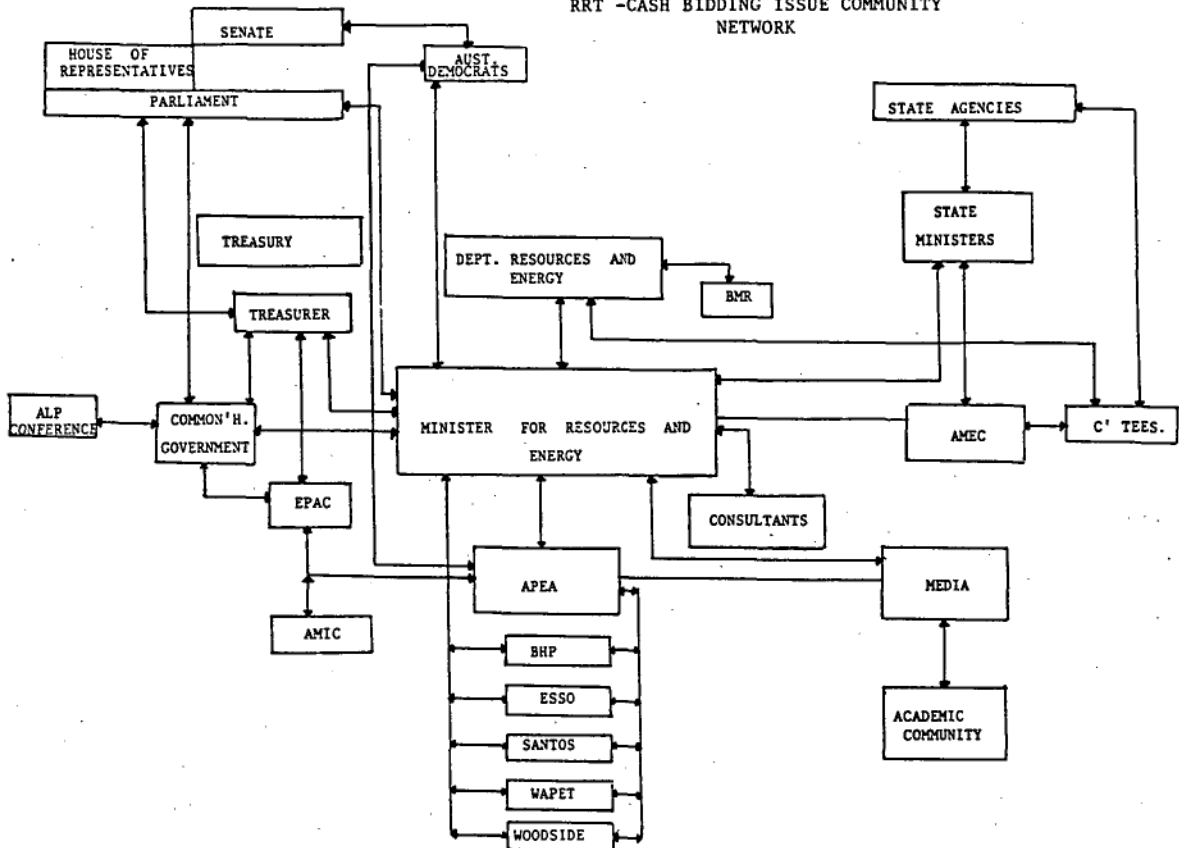 RRT -CASH BIDDING ISSUE COMMUNITY
NETWORK
SENATE
HOUSE OF
REPRESENTATIVES
PARLIAMENT
AUST.
DEMOCRATS
STATE AGENCIES
STATE
MINISTERS
TREASURY
DEPT. RESOURCES AND
ENERGY
BMR
TREASURER
ALP
CONFERENCE
COMMON'H.
GOVERNMENT
MINISTER FOR RESOURCES AND
ENERGY
AMEC
C' TEES.
EPAC
CONSULTANTS
APEA
MEDIA
AMIC
BHP
ESSO
SANTOS
WAPET
WOODSIDE
ACADEMIC
COMMUNITY